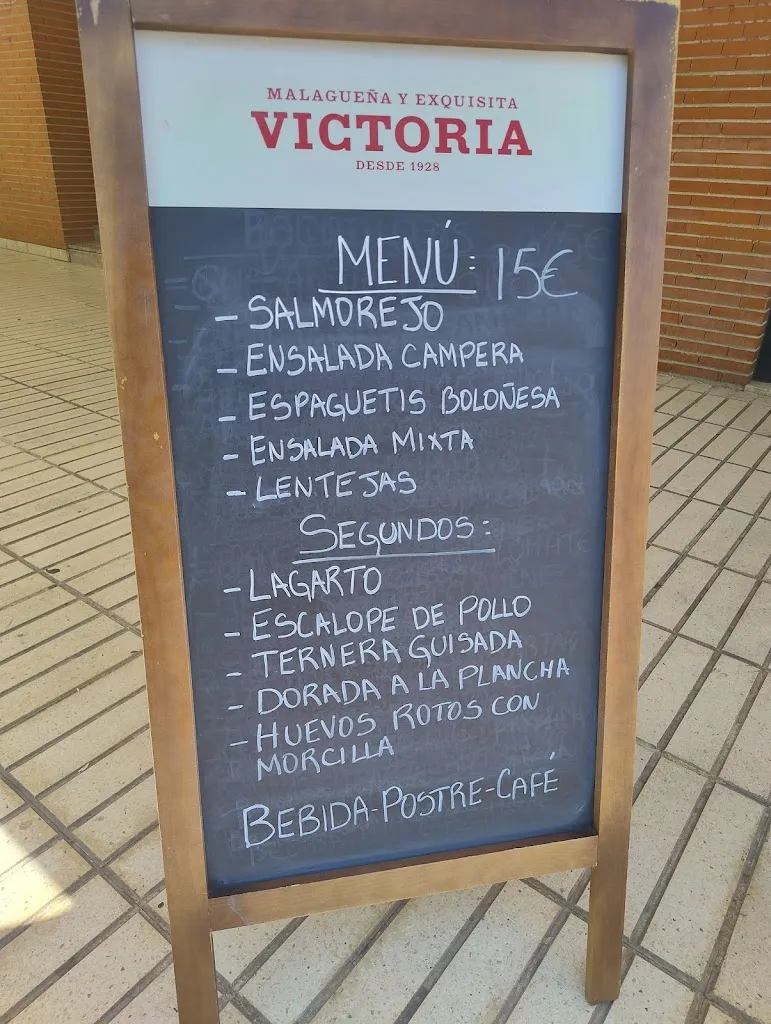 MALAGUEÑA Y EXQUISITA
VICTORIA
DESDE 1928
MENÚ: 15€
- SALMOREJO
- ENSALADA CAMPERA
- ESPAGUETIS BOLOÑESA
- ENSALADA MIXTA
- LENTEJAS
SEGUNDOS:
- LAGARTO
- ESCALOPE DE POLLO
- TERNERA GUISADA
- DORADA A LA PLANCHA
- HUEVOS ROTOS CON
MORCILLA
BEBIDA-POSTRE-CAFÉ